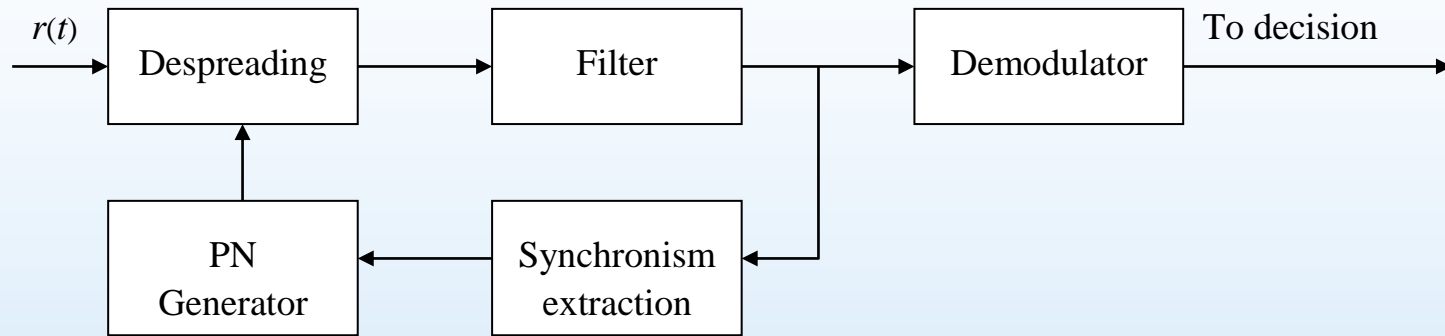 r(t)
Despreading
Filter
Demodulator
To decision
PN
Generator
Synchronism
extraction